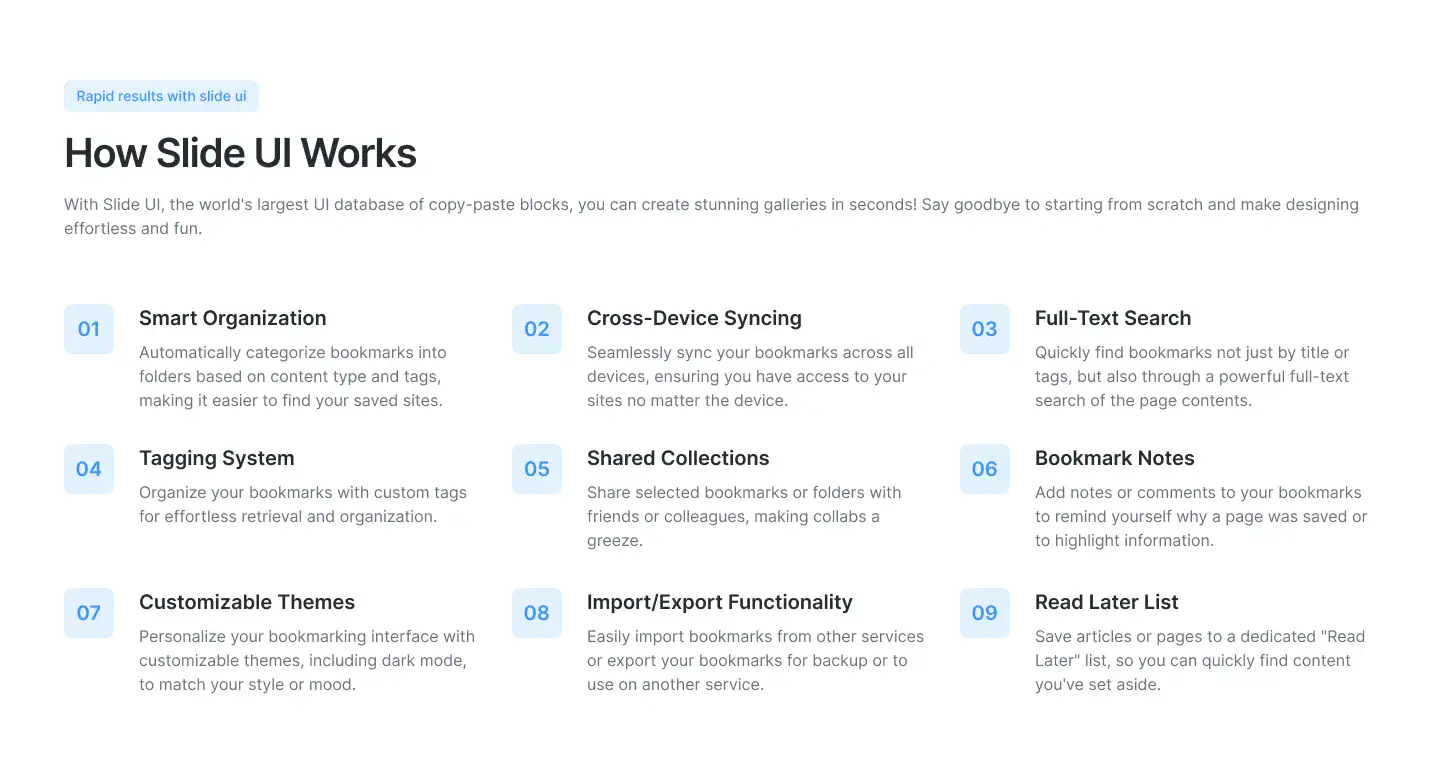 Rapid results with slide ui
How Slide UI Works
With Slide UI, the world's largest UI database of copy-paste blocks, you can create stunning galleries in seconds! Say goodbye to starting from scratch and make designing
effortless and fun.
01
Smart Organization
Automatically categorize bookmarks into
folders based on content type and tags,
making it easier to find your saved sites.
02
Cross-Device Syncing
Seamlessly sync your bookmarks across all
devices, ensuring you have access to your
sites no matter the device.
03
Full-Text Search
Quickly find bookmarks not just by title or
tags, but also through a powerful full-text
search of the page contents.
04
Tagging System
Organize your bookmarks with custom tags
for effortless retrieval and organization.
05
Shared Collections
Share selected bookmarks or folders with
friends or colleagues, making collabs a
greeze.
06
Bookmark Notes
Add notes or comments to your bookmarks
to remind yourself why a page was saved or
to highlight information.
07
Customizable Themes
Personalize your bookmarking interface with
customizable themes, including dark mode,
to match your style or mood.
08
Import/Export Functionality
Easily import bookmarks from other services
or export your bookmarks for backup or to
use on another service.
09
Read Later List
Save articles or pages to a dedicated "Read
Later" list, so you can quickly find content
you've set aside.